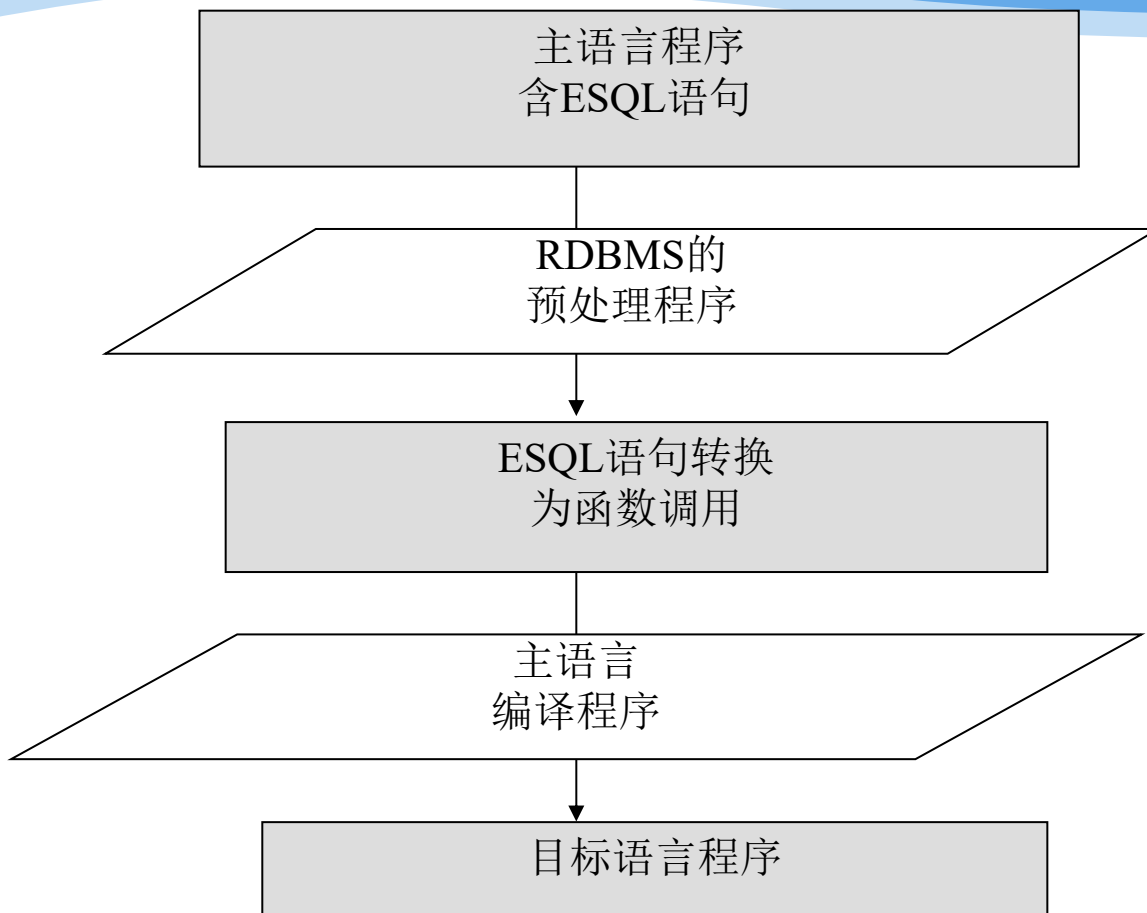 主语言程序
含ESQL语句
RDBMS的
预处理程序
ESQL语句转换
为函数调用
主语言
编译程序
目标语言程序